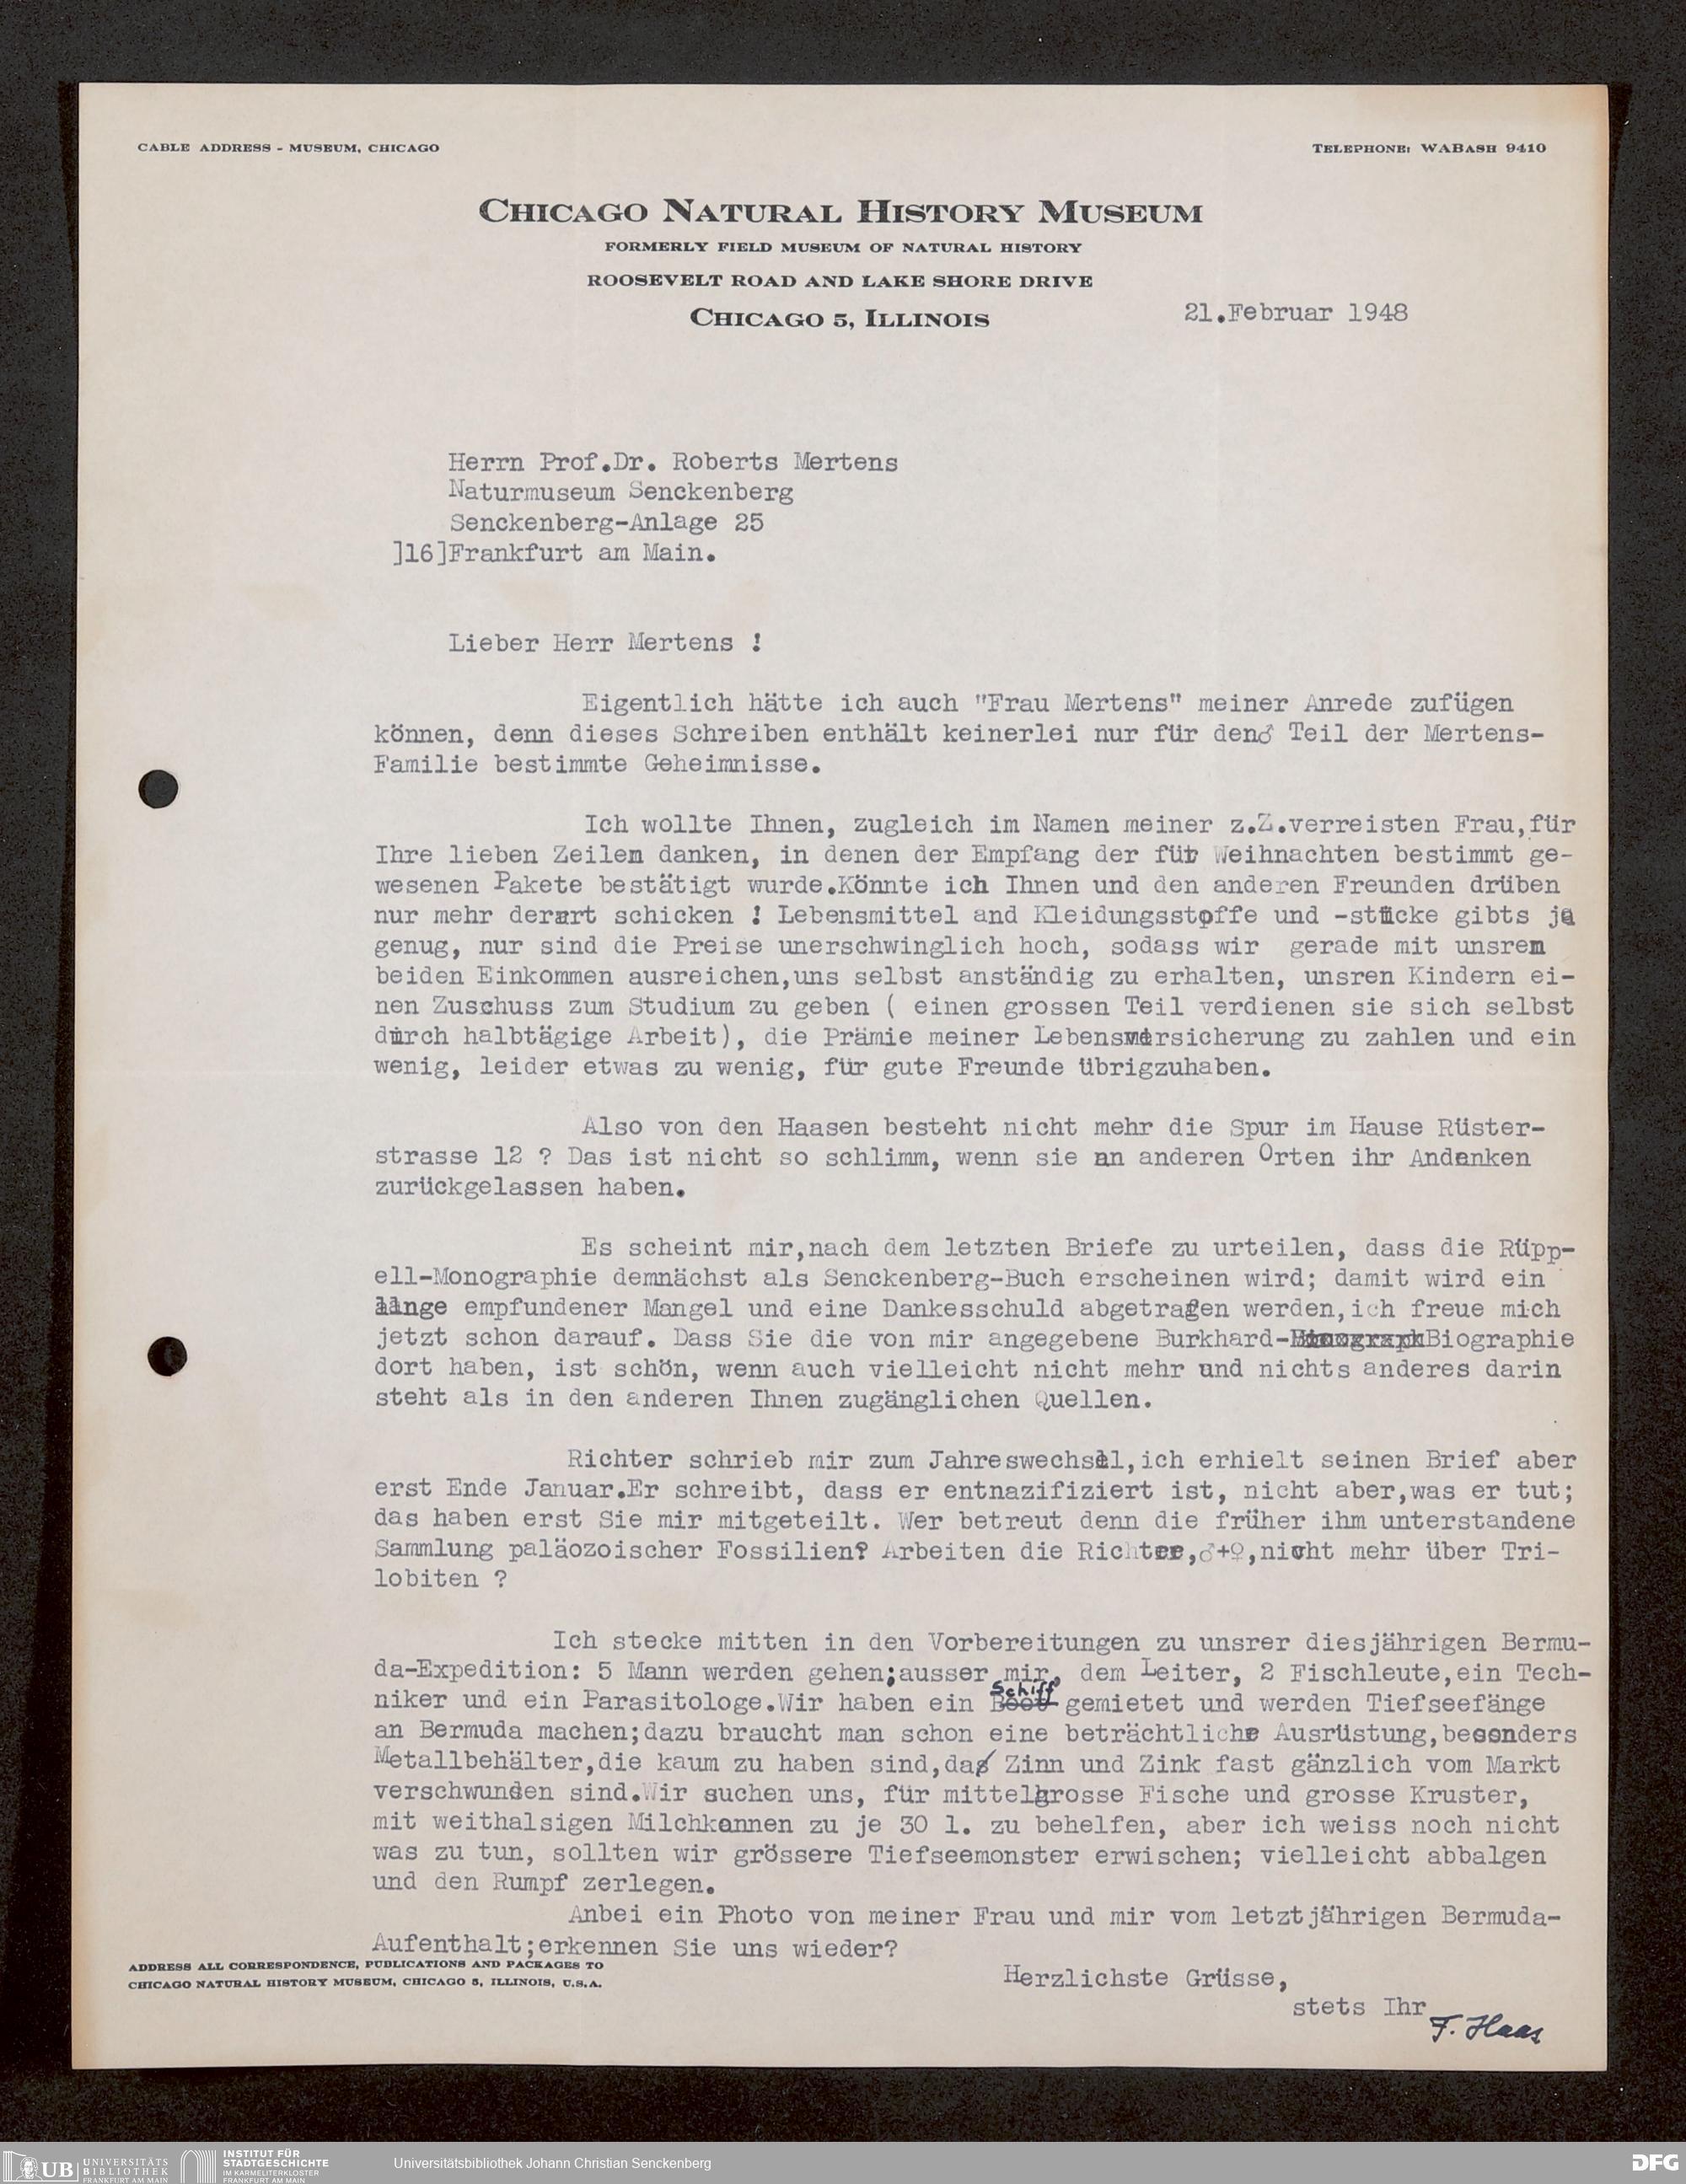 CABLE ADDRESS - MUSEUM, CHICAGO
TELEPHONE: WABASH 9410
CHICAGO NATURAL HISTORY MUSEUM
FORMERLY FIELD MUSEUM OF NATURAL HISTORY
ROOSEVELT ROAD AND LAKE SHORE DRIVE
CHICAGO 5, ILLINOIS
21.Februar 1948
Herrn Prof.Dr. Roberts Mertens
Naturmuseum Senckenberg
Senckenberg-Anlage 25
]16]Frankfurt am Main.
Lieber Herr Mertens !
Eigentlich hätte ich auch "Frau Mertens" meiner Anrede zufügen
können, denn dieses Schreiben enthält keinerlei nur für den♂ Teil der Mertens-
Familie bestimmte Geheimnisse.
Ich wollte Ihnen, zugleich im Namen meiner z.Z.verreisten Frau,für
Ihre lieben Zeilen danken, in denen der Empfang der für Weihnachten bestimmt ge-
wesenen Pakete bestätigt wurde.Könnte ich Ihnen und den anderen Freunden drüben
nur mehr derart schicken ! Lebensmittel and Kleidungsstoffe und -stücke gibts ja
genug, nur sind die Preise unerschwinglich hoch, sodass wir gerade mit unsren
beiden Einkommen ausreichen,uns selbst anständig zu erhalten, unsren Kindern ei-
nen Zuschuss zum Studium zu geben ( einen grossen Teil verdienen sie sich selbst
durch halbtägige Arbeit), die Prämie meiner Lebensversicherung zu zahlen und ein
wenig, leider etwas zu wenig, für gute Freunde übrigzuhaben.
Also von den Haasen besteht nicht mehr die Spur im Hause Rüster-
strasse 12 ? Das ist nicht so schlimm, wenn sie an anderen Orten ihr Andenken
zurückgelassen haben.
Es scheint mir,nach dem letzten Briefe zu urteilen, dass die Rüpp-
ell-Monographie demnächst als Senckenberg-Buch erscheinen wird; damit wird ein
lange empfundener Mangel und eine Dankesschuld abgetragen werden,ich freue mich
jetzt schon darauf. Dass Sie die von mir angegebene Burkhard-Biographie
dort haben, ist schön, wenn auch vielleicht nicht mehr und nichts anderes darin
steht als in den anderen Ihnen zugänglichen Quellen.
Richter schrieb mir zum Jahreswechsel,ich erhielt seinen Brief aber
erst Ende Januar.Er schreibt, dass er entnazifiziert ist, nicht aber,was er tut;
das haben erst Sie mir mitgeteilt. Wer betreut denn die früher ihm unterstandene
Sammlung paläozoischer Fossilien? Arbeiten die Richter,♂+♀,nicht mehr über Tri-
lobiten ?
Ich stecke mitten in den Vorbereitungen zu unsrer diesjährigen Bermu-
da-Expedition: 5 Mann werden gehen;ausser mir, dem Leiter, 2 Fischleute,ein Tech-
niker und ein Parasitologe.Wir haben ein Boot Schiff gemietet und werden Tiefseefänge
an Bermuda machen;dazu braucht man schon eine beträchtliche Ausrüstung,besonders
Metallbehälter,die kaum zu haben sind,da Zinn und Zink fast gänzlich vom Markt
verschwunden sind.Wir suchen uns, für mittelgrosse Fische und grosse Kruster,
mit weithalsigen Milchkannen zu je 30 l. zu behelfen, aber ich weiss noch nicht
was zu tun, sollten wir grössere Tiefseemonster erwischen; vielleicht abbalgen
und den Rumpf zerlegen.
Anbei ein Photo von meiner Frau und mir vom letztjährigen Bermuda-
Aufenthalt;erkennen Sie uns wieder?
ADDRESS ALL CORRESPONDENCE, PUBLICATIONS AND PACKAGES TO
CHICAGO NATURAL HISTORY MUSEUM, CHICAGO 5, ILLINOIS, U.S.A.
Herzlichste Grüsse,
stets Ihr
F. Haas
UB UNIVERSITÄTS
BIBLIOTHEK
FRANKFURT AM MAIN
INSTITUT FÜR
STADTGESCHICHTE
IM KARMELITERKLOSTER
FRANKFURT AM MAIN
Universitätsbibliothek Johann Christian Senckenberg
DFG